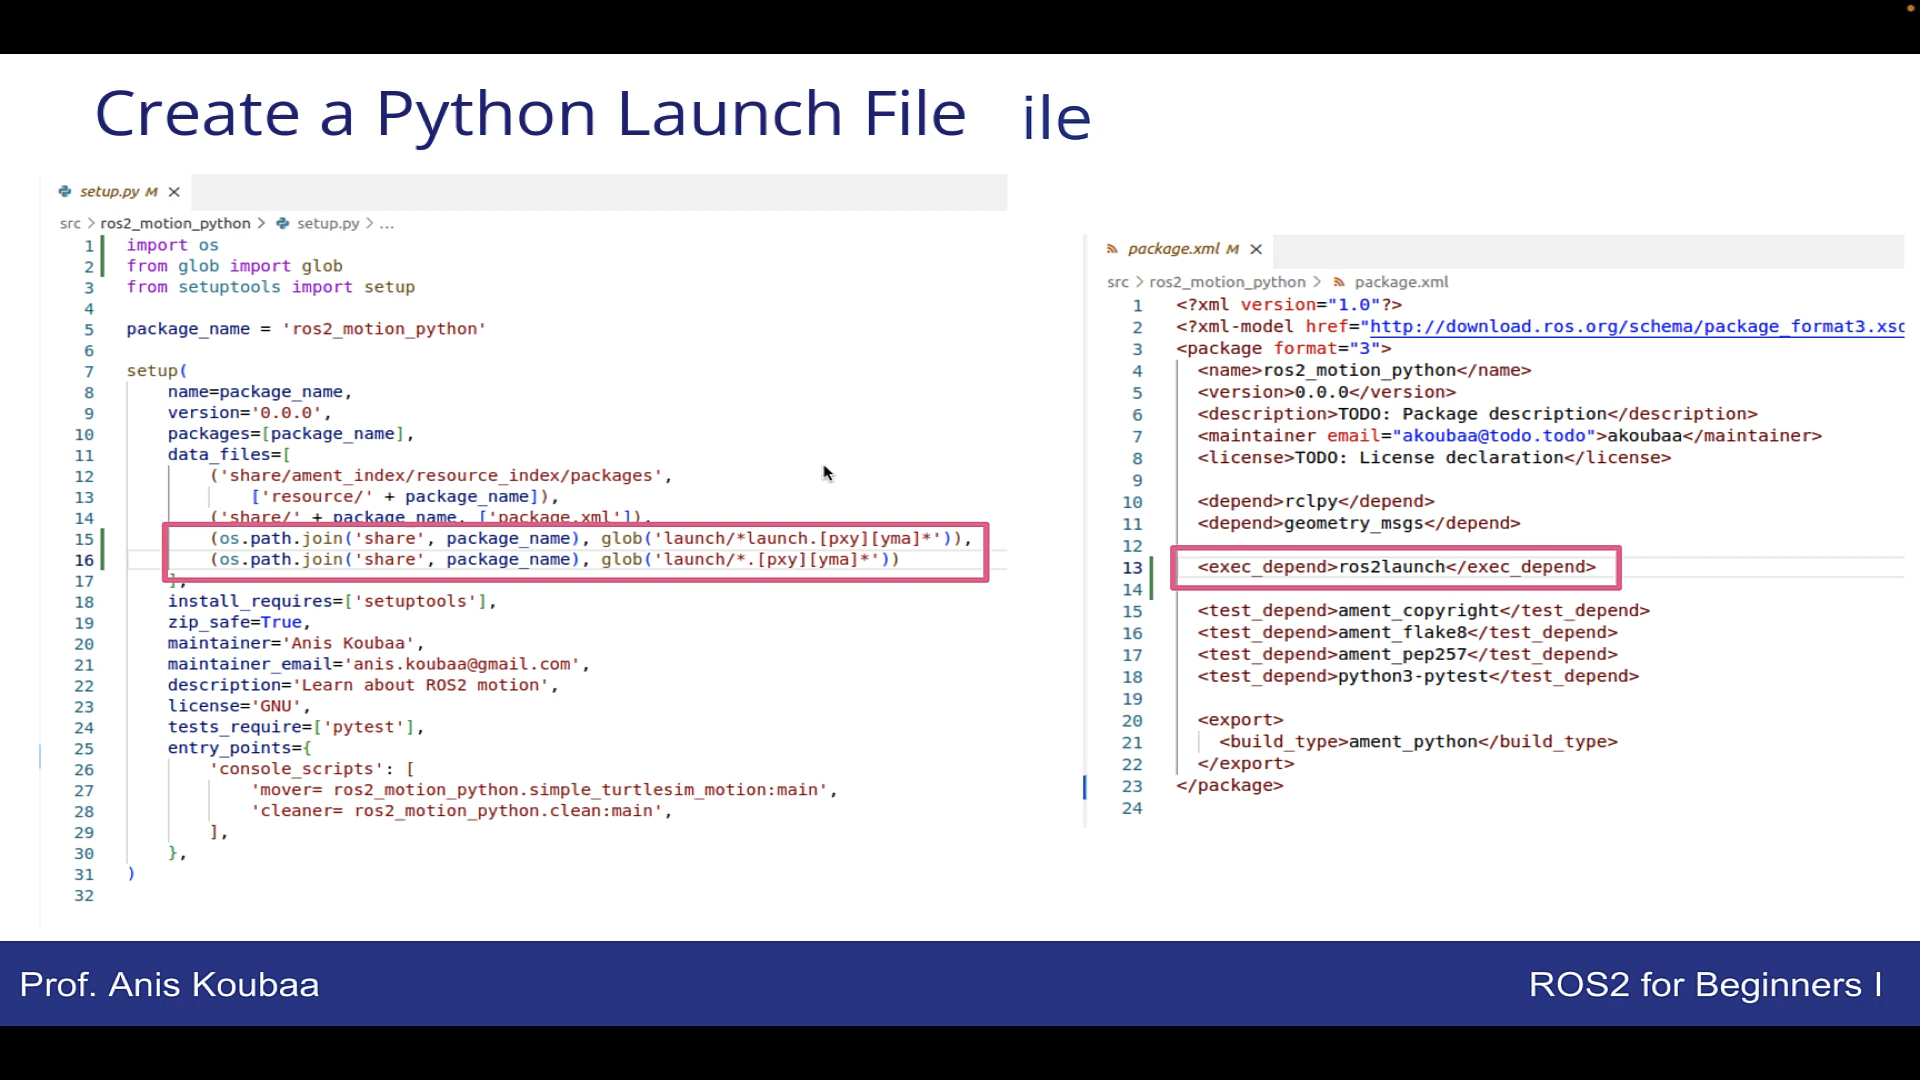 Create a Python Launch File ile
setup.py M
src > ros2_motion_python > setup.py > ...
1 import os
2 from glob import glob
3 from setuptools import setup
4
5 package_name = 'ros2_motion_python'
6
7 setup(
8 name=package_name,
9 version='0.0.0',
10 packages=[package_name],
11 data_files=[
12 ('share/ament_index/resource_index/packages',
13 ['resource/' + package_name]),
14 ('share/' + package_name, ['package.xml']),
15 (os.path.join('share', package_name), glob('launch/*launch.[pxy][yma]*')),
16 (os.path.join('share', package_name), glob('launch/*.[pxy][yma]*'))
17 ],
18 install_requires=['setuptools'],
19 zip_safe=True,
20 maintainer='Anis Koubaa',
21 maintainer_email='anis.koubaa@gmail.com',
22 description='Learn about ROS2 motion',
23 license='GNU',
24 tests_require=['pytest'],
25 entry_points={
26 'console_scripts': [
27 'mover= ros2_motion_python.simple_turtlesim_motion:main',
28 'cleaner= ros2_motion_python.clean:main',
29 ],
30 },
31 )
32
package.xml M
src > ros2_motion_python > package.xml
1 <?xml version="1.0"?>
2 <?xml-model href="http://download.ros.org/schema/package_format3.xsd
3 <package format="3">
4 <name>ros2_motion_python</name>
5 <version>0.0.0</version>
6 <description>TODO: Package description</description>
7 <maintainer email="akoubaa@todo.todo">akoubaa</maintainer>
8 <license>TODO: License declaration</license>
9
10 <depend>rclpy</depend>
11 <depend>geometry_msgs</depend>
12
13 <exec_depend>ros2launch</exec_depend>
14
15 <test_depend>ament_copyright</test_depend>
16 <test_depend>ament_flake8</test_depend>
17 <test_depend>ament_pep257</test_depend>
18 <test_depend>python3-pytest</test_depend>
19
20 <export>
21 <build_type>ament_python</build_type>
22 </export>
23 </package>
24
Prof. Anis Koubaa
ROS2 for Beginners I